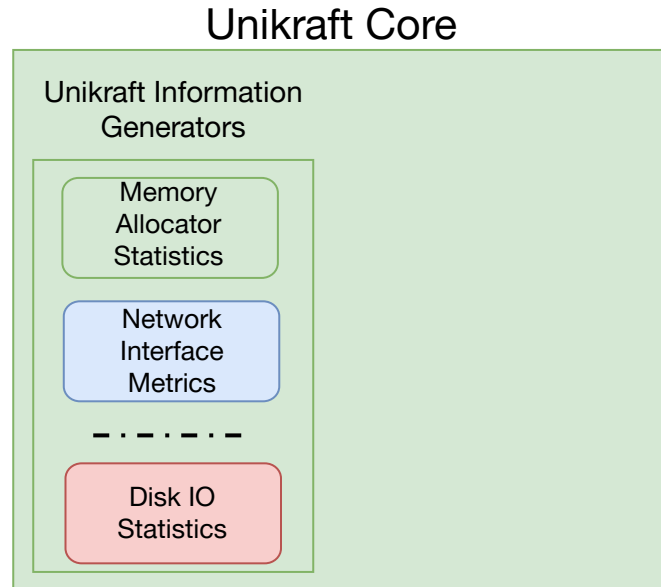 Unikraft Core
Unikraft Information
Generators
Memory
Allocator
Statistics
Network
Interface
Metrics
Disk IO
Statistics